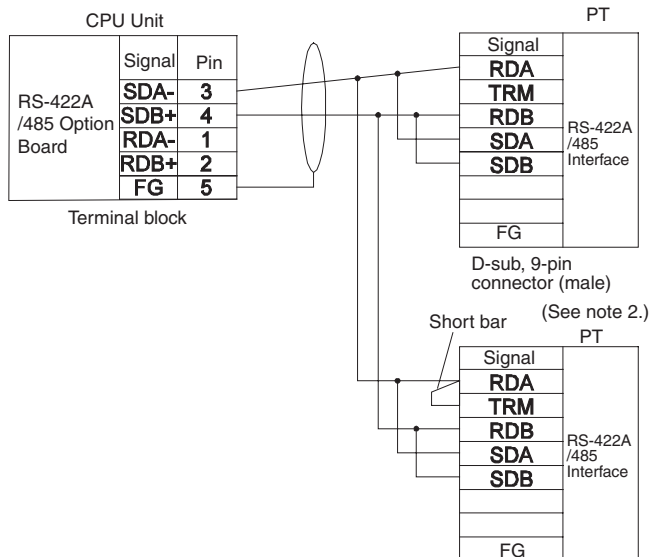 CPU Unit
RS-422A
/485 Option
Board
Signal Pin
SDA- 3
SDB+ 4
RDA- 1
RDB+ 2
FG 5
Terminal block
PT
Signal
RDA
TRM
RDB
SDA
SDB
FG
RS-422A
/485
Interface
D-sub, 9-pin
connector (male)
(See note 2.)
Short bar
PT
Signal
RDA
TRM
RDB
SDA
SDB
FG
RS-422A
/485
Interface